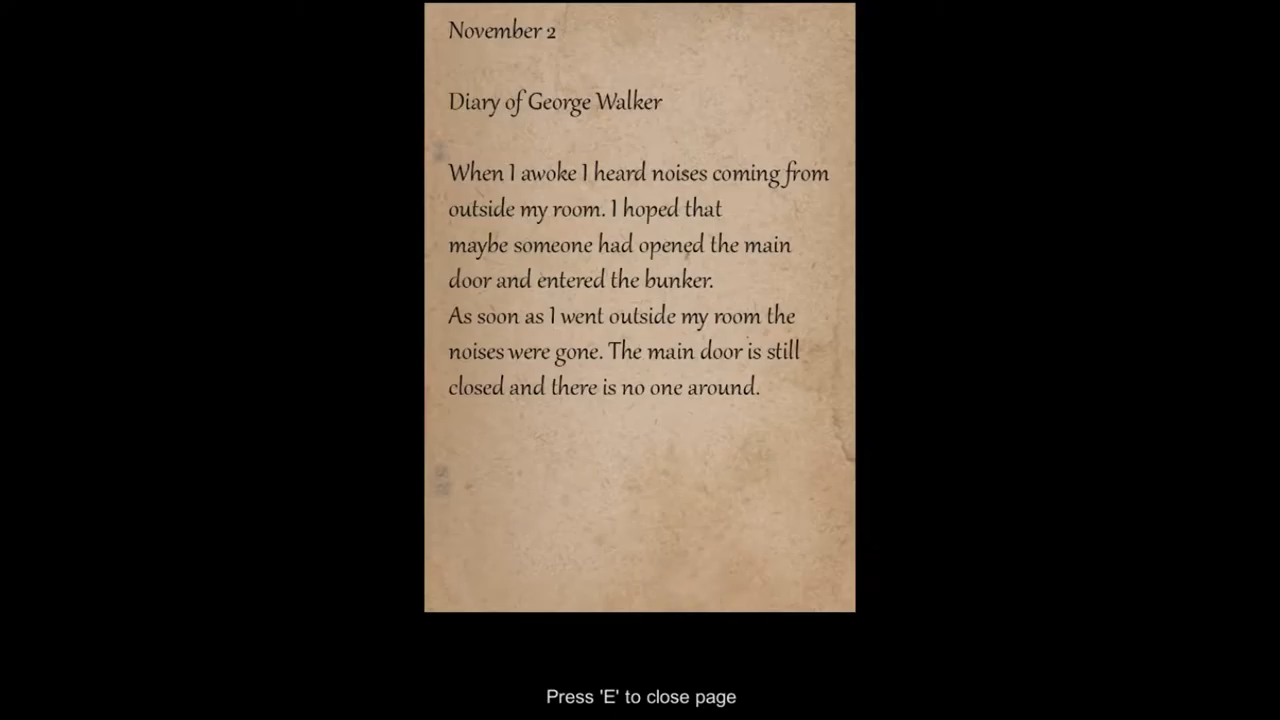 November 2
Diary of George Walker
When I awoke I heard noises coming from
outside my room. I hoped that
maybe someone had opened the main
door and entered the bunker.
As soon as I went outside my room the
noises were gone. The main door is still
closed and there is no one around.
Press 'E' to close page